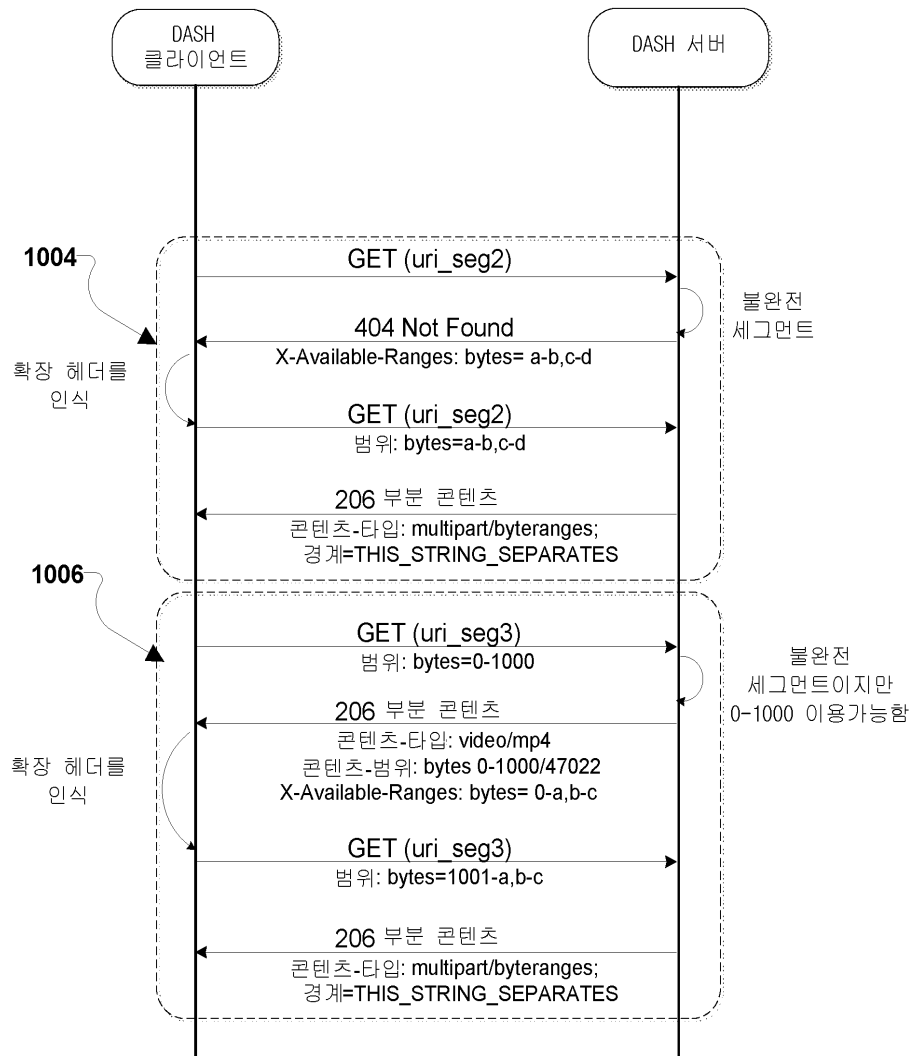 DASH
클라이언트
DASH 서버
1004
GET (uri_seg2)
불완전
세그먼트
404 Not Found
X-Available-Ranges: bytes= a-b,c-d
확장 헤더를
인식
GET (uri_seg2)
범위: bytes=a-b,c-d
206 부분 콘텐츠
콘텐츠-타입: multipart/byteranges;
경계=THIS_STRING_SEPARATES
1006
GET (uri_seg3)
범위: bytes=0-1000
불완전
세그먼트이지만
0-1000 이용가능함
206 부분 콘텐츠
콘텐츠-타입: video/mp4
콘텐츠-범위: bytes 0-1000/47022
X-Available-Ranges: bytes= 0-a,b-c
확장 헤더를
인식
GET (uri_seg3)
범위: bytes=1001-a,b-c
206 부분 콘텐츠
콘텐츠-타입: multipart/byteranges;
경계=THIS_STRING_SEPARATES